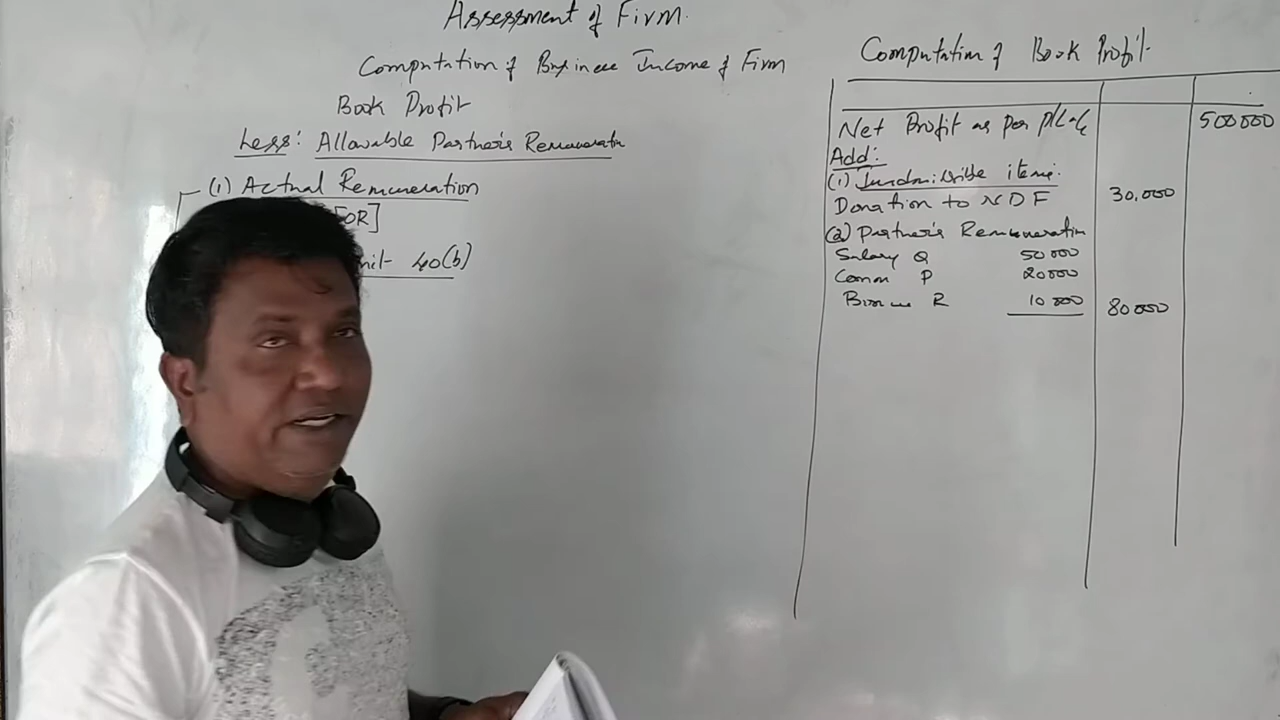 Assessment of Firm.
Computation of Business Income of Firm
Book Profit
Less: Allowable Partner's Remuneratn
(1) Actual Remuneration
[OR]
mit 40(b)
Computation of Book Profit.
Net Profit as per P/L a/c 500000
Add:
(1) Inadmissible items.
Donation to NDF 30,000
(2) Partner's Remuneration
Salary Q 50000
Comm P 20000
Bonus R 10000 80000